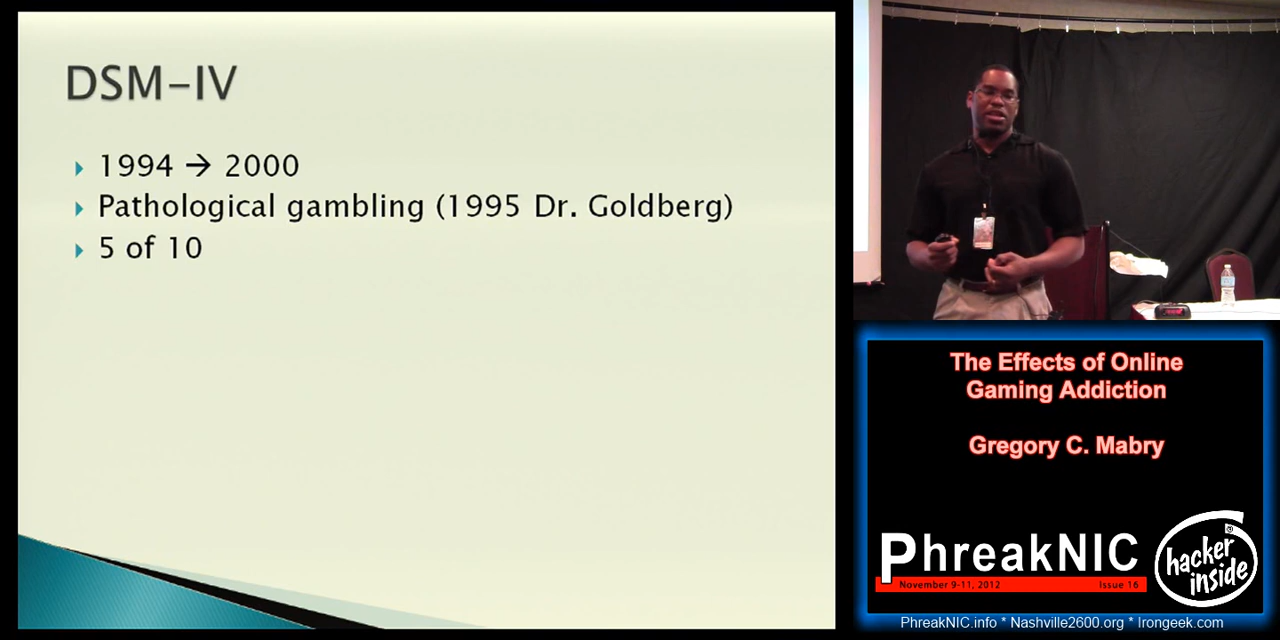 DSM-IV
1994 → 2000
Pathological gambling (1995 Dr. Goldberg)
5 of 10
The Effects of Online
Gaming Addiction
Gregory C. Mabry
PhreakNIC
November 9-11, 2012 Issue 16
hacker
inside
PhreakNIC.info * Nashville2600.org * Irongeek.com